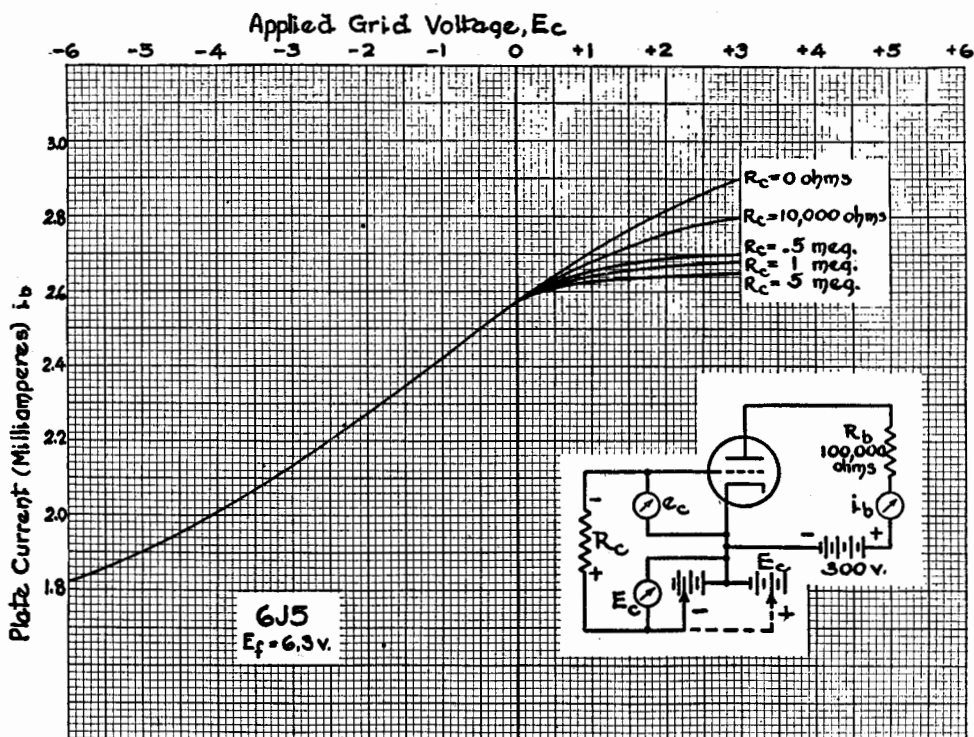 Applied Grid Voltage, Ec
-6 -5 -4 -3 -2 -1 0 +1 +2 +3 +4 +5 +6
Plate Current (Milliamperes) ib
3.0
2.8
2.6
2.4
2.2
2.0
1.8
Rc=0 ohms
Rc=10,000 ohms
Rc=.5 meg.
Rc=1 meg.
Rc=5 meg.
6J5
Ef=6.3 v.
Rb
100,000
ohms
ib
ec
Rc
Ec
Ec
300 v.
- + - + - +